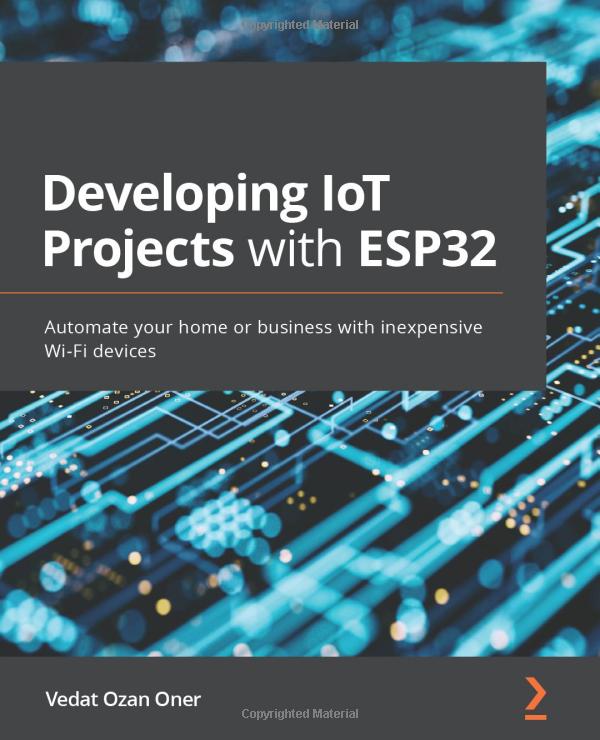 Copyrighted Material
Developing IoT
Projects with ESP32
Automate your home or business with inexpensive
Wi-Fi devices
Vedat Ozan Oner
Copyrighted Material